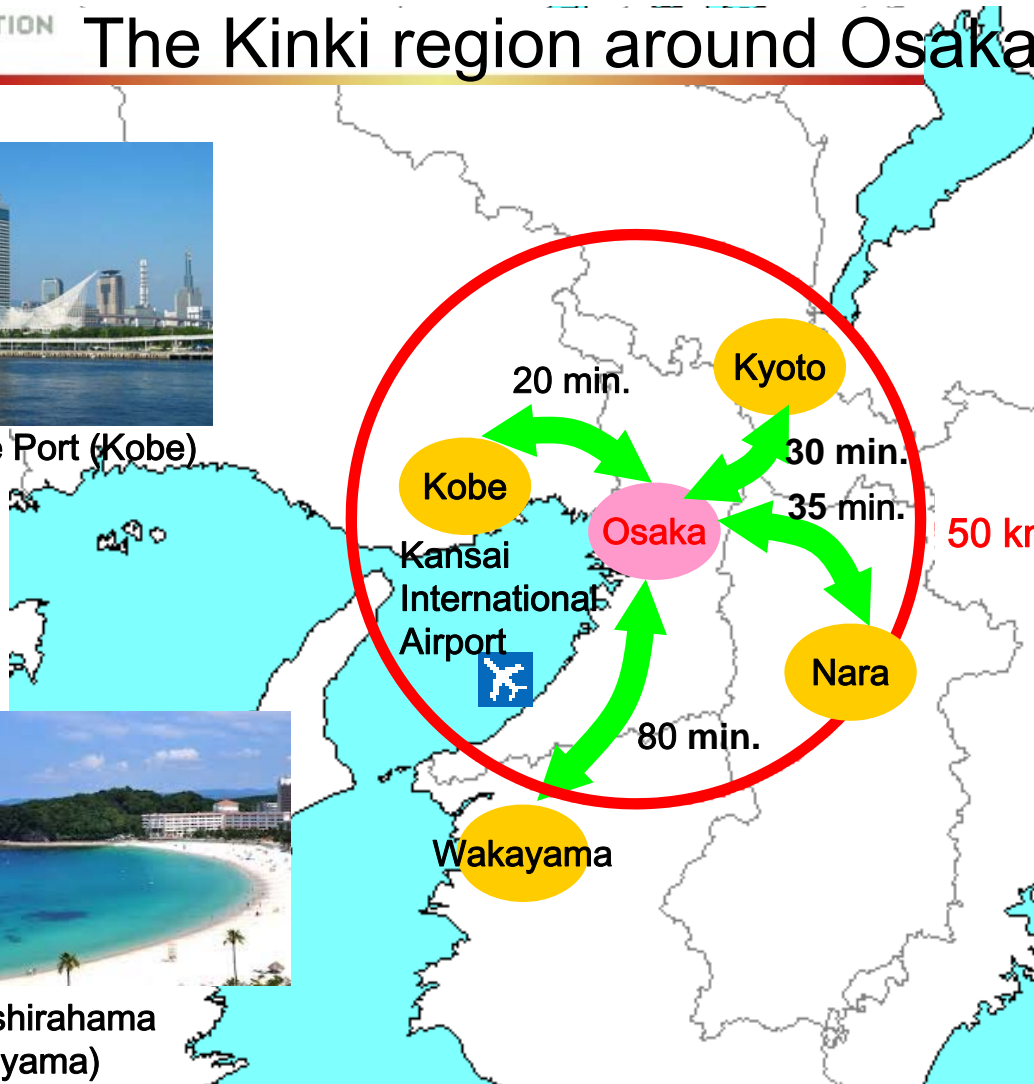 TION
The Kinki region around Osaka
20 min.
Kyoto
Port (Kobe)
30 min.
Kobe
35 min.
Osaka
50
Kansai
International
Airport
Nara
80 min.
Wakayama
shirahama
yama)